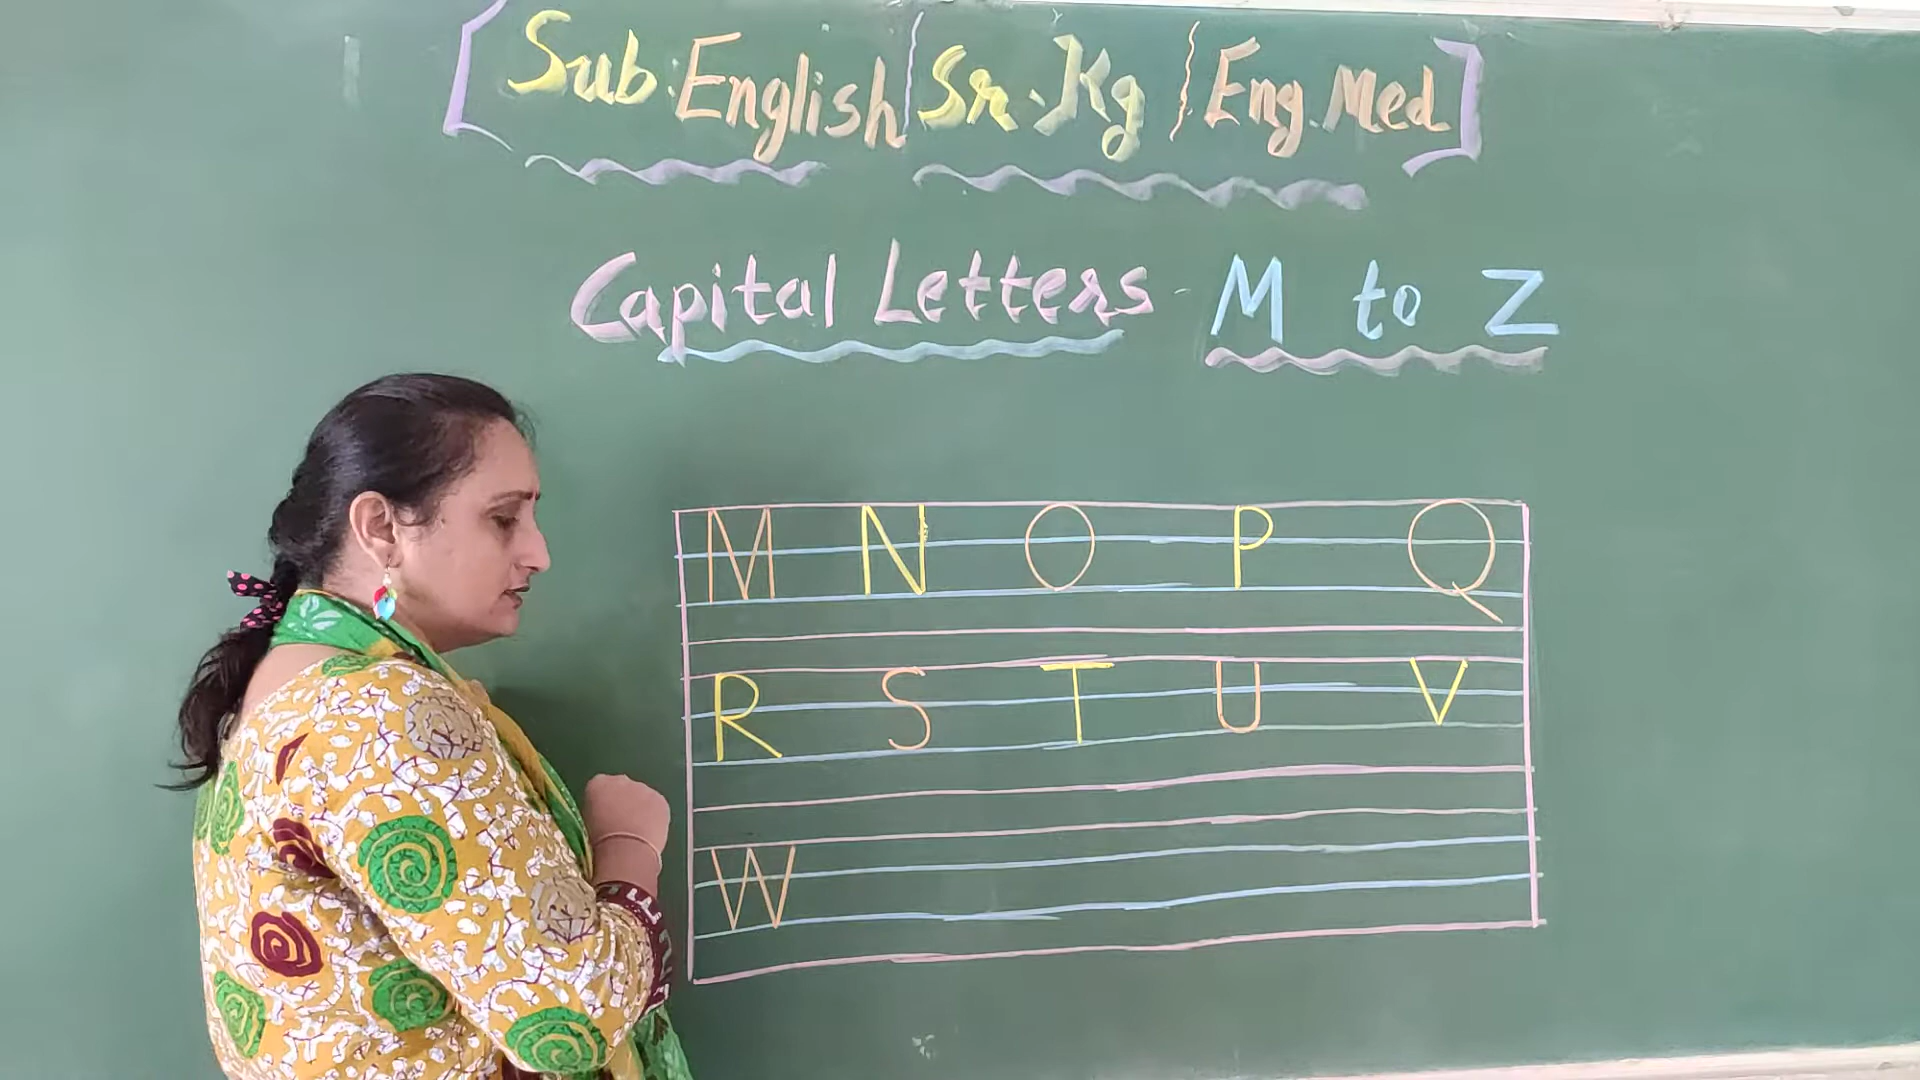 [Sub. English | Sr. Kg | Eng. Med]
Capital Letters - M to Z
M N O P Q
R S T U V
W